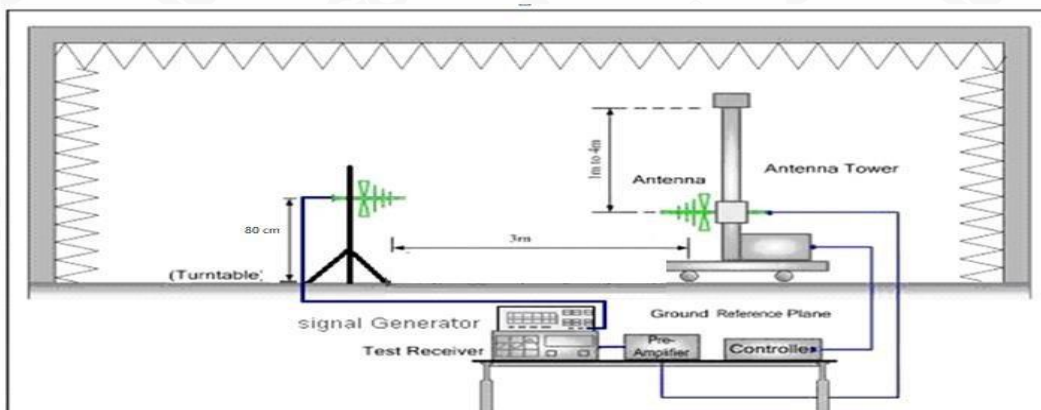 1m to 4m
Antenna Tower
Antenna
80 cm
3m
(Turntable)
signal Generator
Ground Reference Plane
Test Receiver
Pre-
Amplifier
Controller